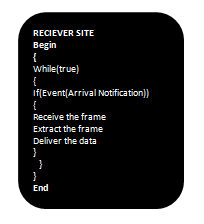 RECIEVER SITE
Begin
{
While(true)
{
If(Event(Arrival Notification))
{
Receive the frame
Extract the frame
Deliver the data
}
}
}
End